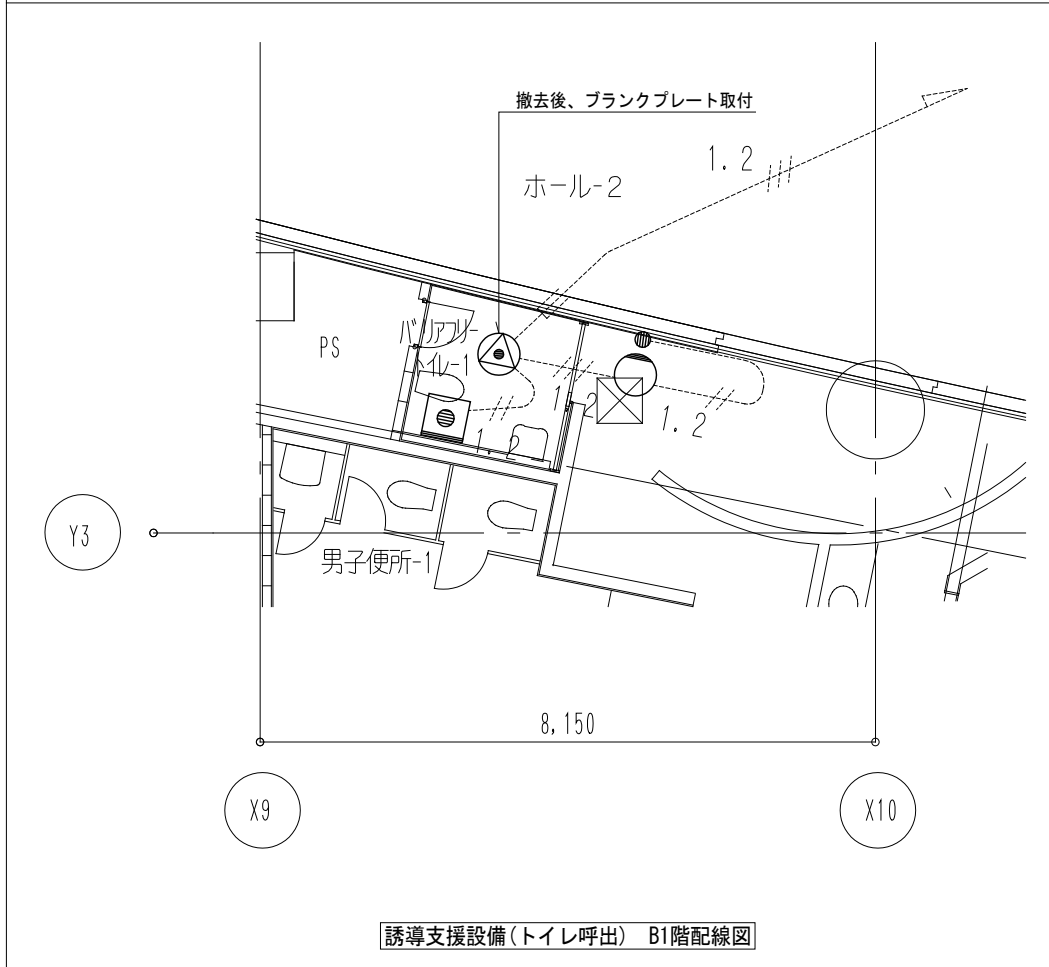 撤去後、ブランクプレート取付
1.2
ホール-2
バリアフリー
トイレ-1
PS
1.2
1.2
1.2
Y3
男子便所-1
8,150
X9
X10
誘導支援設備(トイレ呼出) B1階配線図